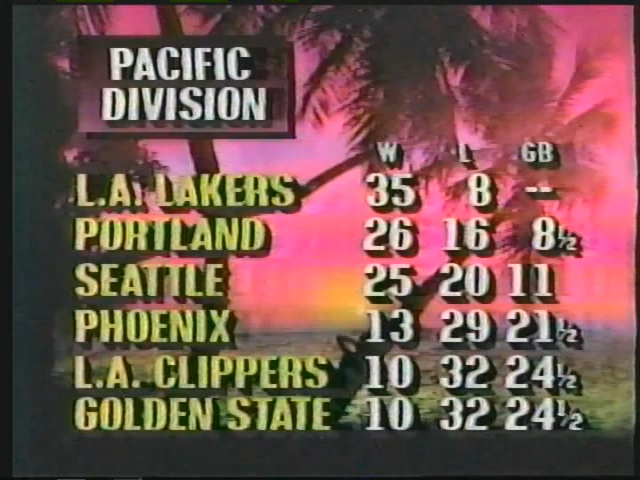 PACIFIC
DIVISION
W L GB
L.A. LAKERS 35 8 --
PORTLAND 26 16 8½
SEATTLE 25 20 11
PHOENIX 13 29 21½
L.A. CLIPPERS 10 32 24½
GOLDEN STATE 10 32 24½